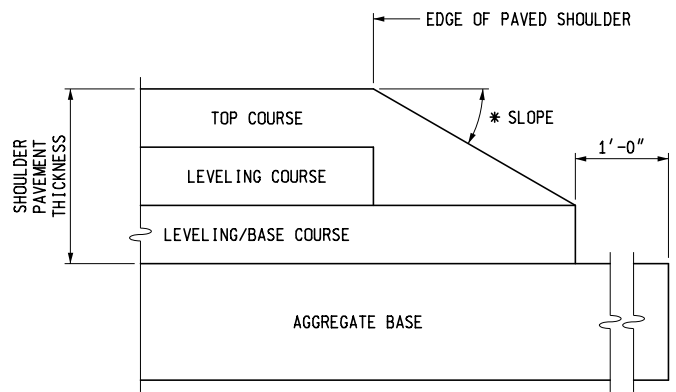 EDGE OF PAVED SHOULDER
TOP COURSE
* SLOPE
1'-0"
SHOULDER
PAVEMENT
THICKNESS
LEVELING COURSE
LEVELING/BASE COURSE
AGGREGATE BASE